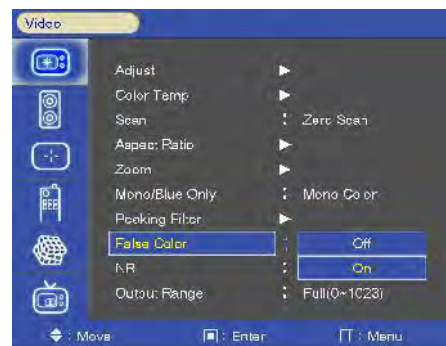 Video
Adjust ▶
Color Temp ▶
Scan : Zero Scan
Aspect Ratio ▶
Zoom ▶
Mono/Blue Only : Mono Color
Peaking Filter ▶
False Color : Off
NR : On
Output Range : Full(0~1023)
: Move : Enter : Menu